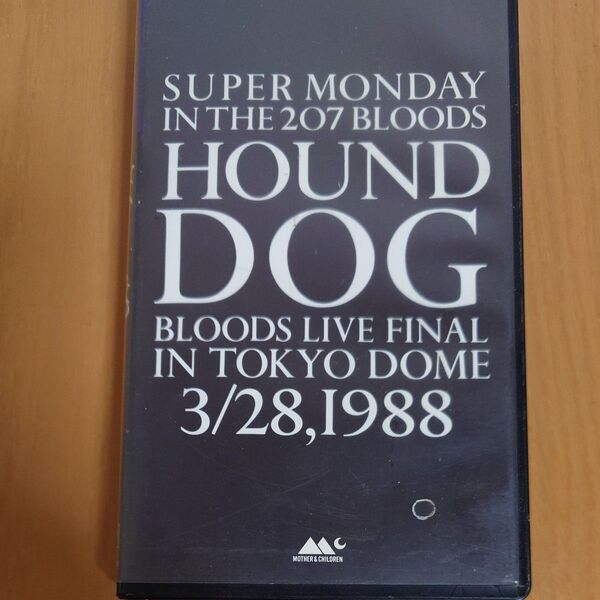 SUPER MONDAY
IN THE 207 BLOODS
HOUND
DOG
BLOODS LIVE FINAL
IN TOKYO DOME
3/28,1988
MOTHER & CHILDREN